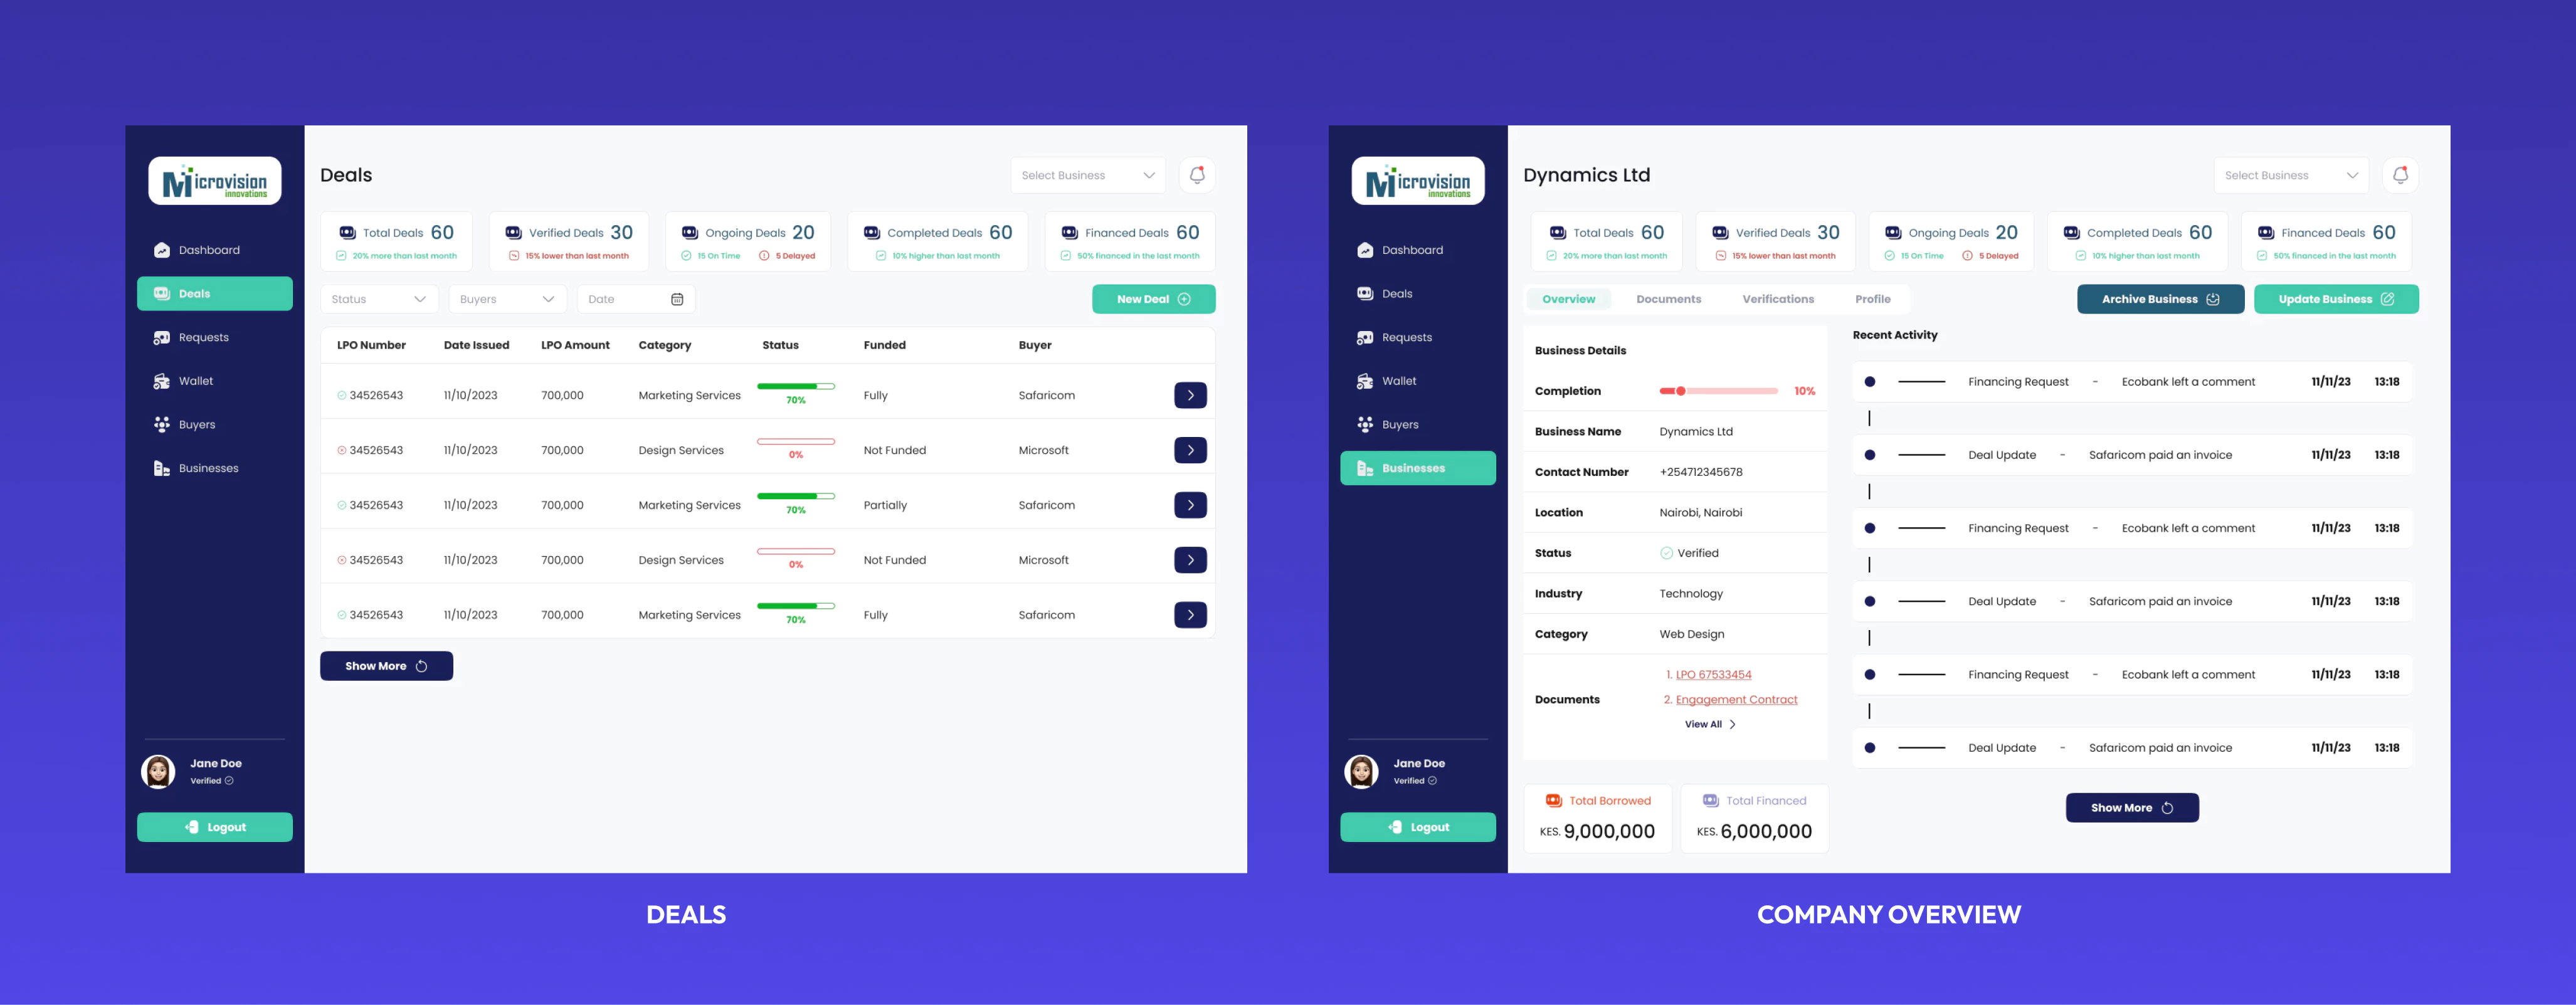 Microvision
innovations
Dashboard
Deals
Requests
Wallet
Buyers
Businesses
Jane Doe
Verified
Logout
Deals
Select Business
Total Deals 60
20% more than last month
Verified Deals 30
15% lower than last month
Ongoing Deals 20
15 On Time 5 Delayed
Completed Deals 60
10% higher than last month
Financed Deals 60
50% financed in the last month
Status Buyers Date New Deal
LPO Number Date Issued LPO Amount Category Status Funded Buyer
34526543 11/10/2023 700,000 Marketing Services 70% Fully Safaricom
34526543 11/10/2023 700,000 Design Services 0% Not Funded Microsoft
34526543 11/10/2023 700,000 Marketing Services 70% Partially Safaricom
34526543 11/10/2023 700,000 Design Services 0% Not Funded Microsoft
34526543 11/10/2023 700,000 Marketing Services 70% Fully Safaricom
Show More
DEALS
Microvision
innovations
Dashboard
Deals
Requests
Wallet
Buyers
Businesses
Jane Doe
Verified
Logout
Dynamics Ltd
Select Business
Total Deals 60
20% more than last month
Verified Deals 30
15% lower than last month
Ongoing Deals 20
15 On Time 5 Delayed
Completed Deals 60
10% higher than last month
Financed Deals 60
50% financed in the last month
Overview Documents Verifications Profile
Archive Business Update Business
Business Details
Completion 10%
Business Name Dynamics Ltd
Contact Number +254712345678
Location Nairobi, Nairobi
Status Verified
Industry Technology
Category Web Design
Documents
1. LPO 67533454
2. Engagement Contract
View All
Total Borrowed
KES. 9,000,000
Total Financed
KES. 6,000,000
Recent Activity
Financing Request - Ecobank left a comment 11/11/23 13:18
Deal Update - Safaricom paid an invoice 11/11/23 13:18
Financing Request - Ecobank left a comment 11/11/23 13:18
Deal Update - Safaricom paid an invoice 11/11/23 13:18
Financing Request - Ecobank left a comment 11/11/23 13:18
Deal Update - Safaricom paid an invoice 11/11/23 13:18
Show More
COMPANY OVERVIEW